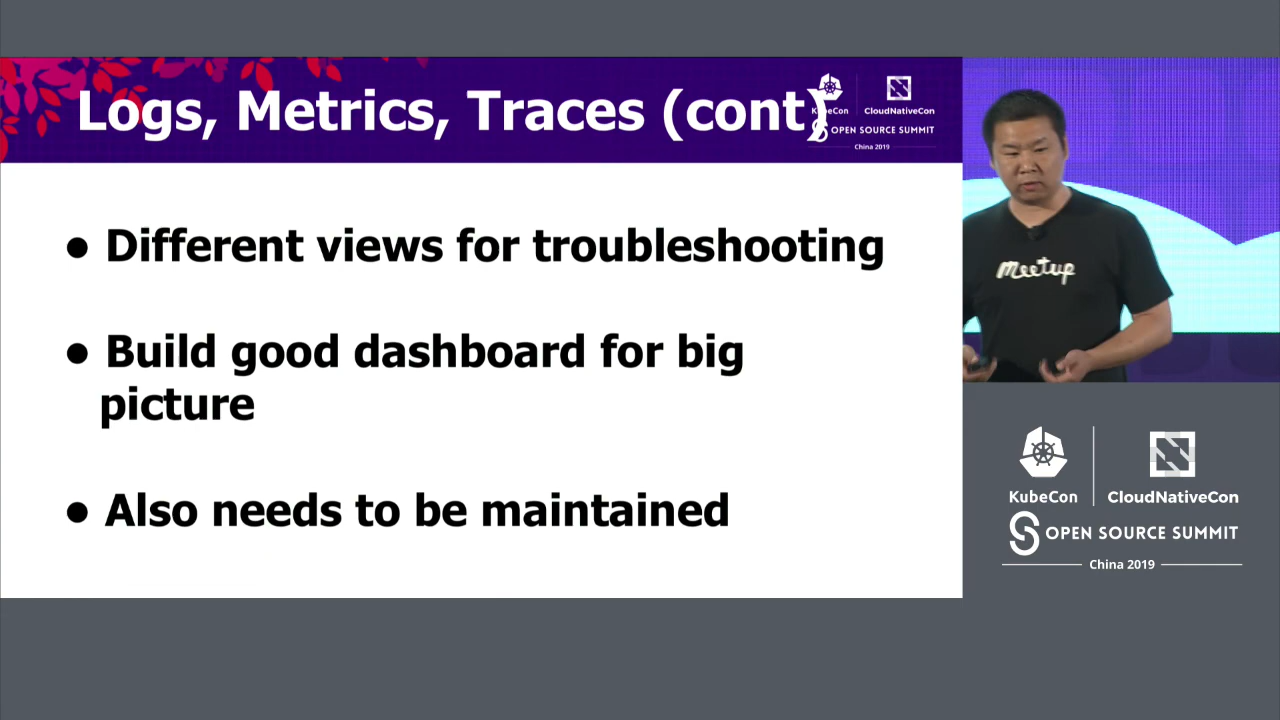 Logs, Metrics, Traces (cont)
KubeCon
CloudNativeCon
OPEN SOURCE SUMMIT
China 2019
● Different views for troubleshooting
● Build good dashboard for big
picture
● Also needs to be maintained
Meetup
KubeCon
CloudNativeCon
OPEN SOURCE SUMMIT
China 2019